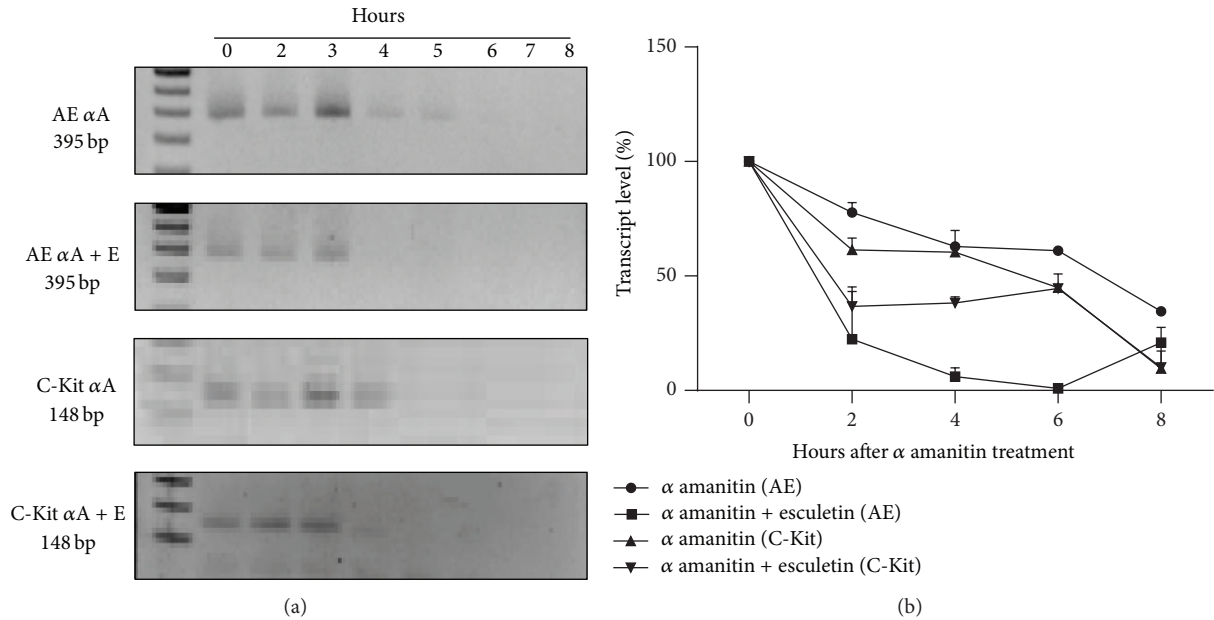 Hours
0 2 3 4 5 6 7 8
AE αA
395 bp
AE αA + E
395 bp
C-Kit αA
148 bp
C-Kit αA + E
148 bp
(a)
150
100
50
0
Transcript level (%)
0 2 4 6 8
Hours after α amanitin treatment
α amanitin (AE)
α amanitin + esculetin (AE)
α amanitin (C-Kit)
α amanitin + esculetin (C-Kit)
(b)